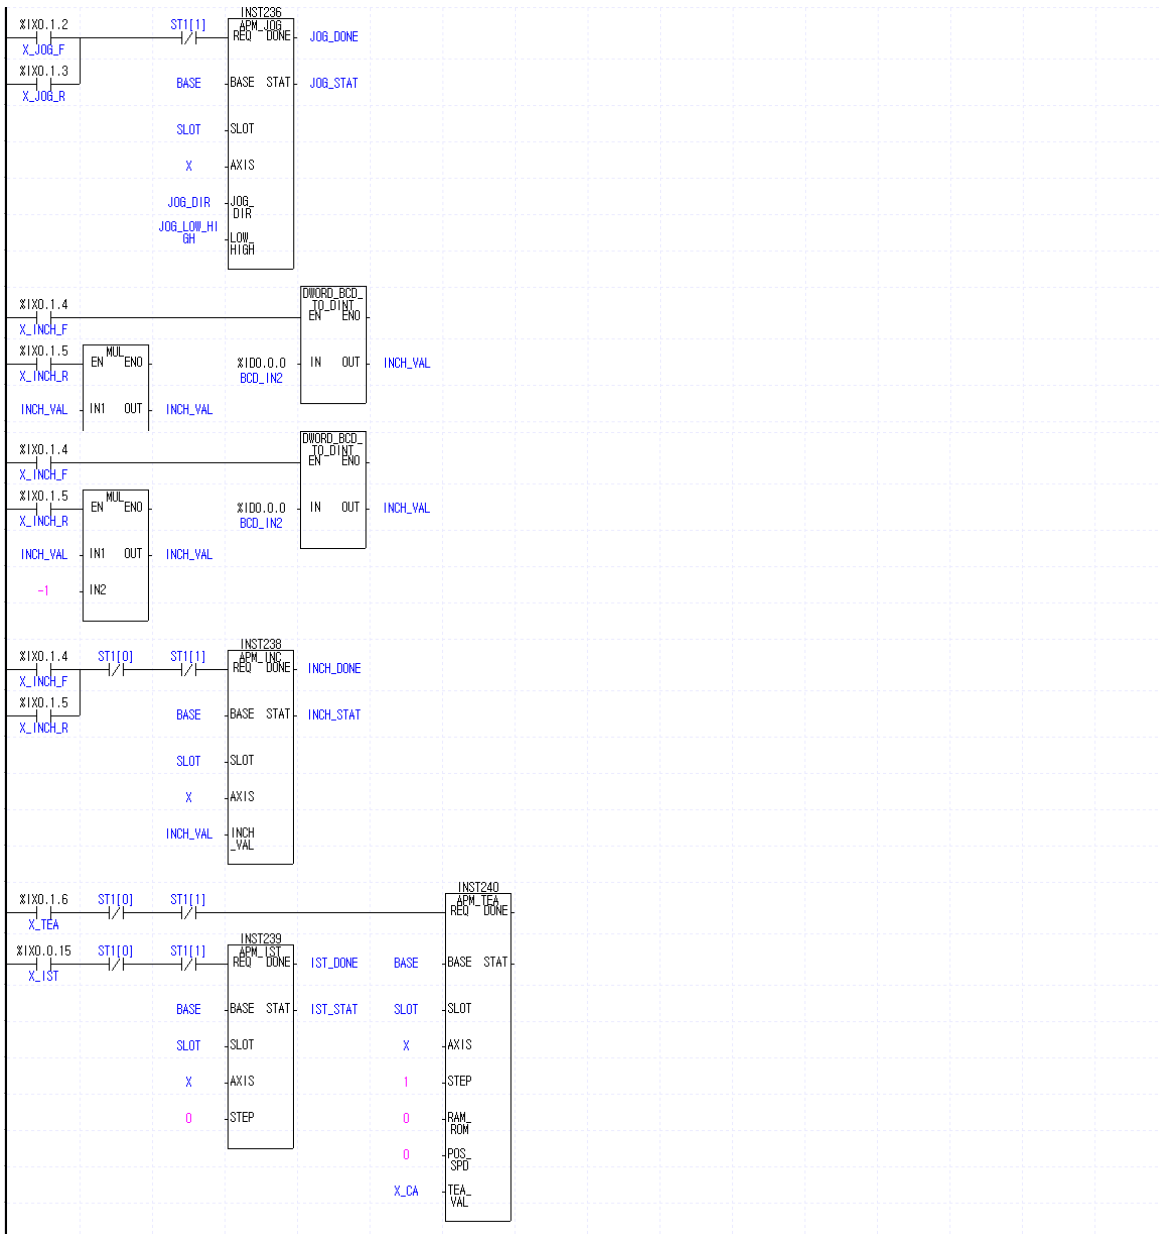 INST236
%IX0.1.2 ST1[1] APM_JOG
REQ DONE JOG_DONE
X_JOG_F
%IX0.1.3
BASE BASE STAT JOG_STAT
X_JOG_R
SLOT SLOT
X AXIS
JOG_DIR JOG_
DIR
JOG_LOW_HI
GH LOW_
HIGH
DWORD_BCD_
%IX0.1.4 TO_DINT
EN ENO
X_INCH_F
%IX0.1.5 MUL
EN ENO %ID0.0.0 IN OUT INCH_VAL
X_INCH_R BCD_IN2
INCH_VAL IN1 OUT INCH_VAL
DWORD_BCD_
%IX0.1.4 TO_DINT
EN ENO
X_INCH_F
%IX0.1.5 MUL
EN ENO %ID0.0.0 IN OUT INCH_VAL
X_INCH_R BCD_IN2
INCH_VAL IN1 OUT INCH_VAL
-1 IN2
INST238
%IX0.1.4 ST1[0] ST1[1] APM_INC
REQ DONE INCH_DONE
X_INCH_F
%IX0.1.5
BASE BASE STAT INCH_STAT
X_INCH_R
SLOT SLOT
X AXIS
INCH_VAL INCH
_VAL
INST240
%IX0.1.6 ST1[0] ST1[1] APM_TEA
REQ DONE
X_TEA
INST239
%IX0.0.15 ST1[0] ST1[1] APM_IST
REQ DONE IST_DONE BASE BASE STAT
X_IST
BASE BASE STAT IST_STAT SLOT SLOT
SLOT SLOT X AXIS
X AXIS 1 STEP
0 STEP 0 RAM_
ROM
0 POS_
SPD
X_CA TEA_
VAL